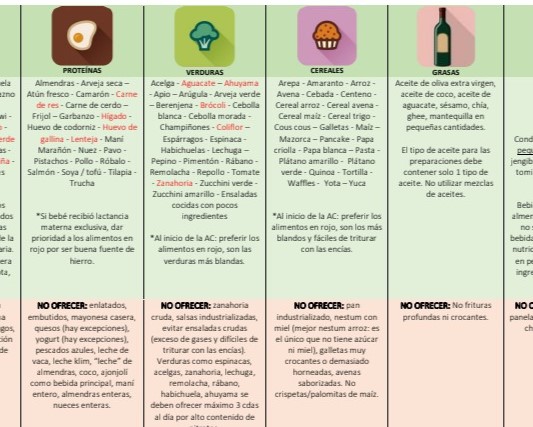 PROTEÍNAS
Almendras - Arveja seca –
Atún fresco - Camarón - Carne
de res - Carne de cerdo –
Frijol – Garbanzo - Hígado -
Huevo de codorniz - Huevo de
gallina - Lenteja - Maní
Marañón - Nuez - Pavo -
Pistachos - Pollo - Róbalo -
Salmón - Soya / tofú - Tilapia -
Trucha
*Si bebé recibió lactancia
materna exclusiva, dar
prioridad a los alimentos en
rojo por ser buena fuente de
hierro.
NO OFRECER: enlatados,
embutidos, mayonesa casera,
quesos (hay excepciones),
yogurt (hay excepciones),
pescados azules, leche de
vaca, leche klim, “leche” de
almendras, coco, ajonjolí
como bebida principal, maní
entero, almendras enteras,
nueces enteras.
VERDURAS
Acelga - Aguacate – Ahuyama
- Apio - Arúgula - Arveja verde
– Berenjena - Brócoli - Cebolla
blanca - Cebolla morada -
Champiñones - Coliflor –
Espárragos - Espinaca -
Habichuelas - Lechuga –
Pepino - Pimentón - Rábano -
Remolacha - Repollo - Tomate
- Zanahoria - Zucchini verde -
Zucchini amarillo - Ensaladas
cocidas con pocos
ingredientes
*Al inicio de la AC: preferir los
alimentos en rojo, son las
verduras más blandas.
NO OFRECER: zanahoria
cruda, salsas industrializadas,
evitar ensaladas crudas
(exceso de gases y difíciles de
triturar con las encías).
Verduras como espinacas,
acelgas, zanahoria, lechuga,
remolacha, rábano,
habichuela, ahuyama se
deben ofrecer máximo 3 cdas
al día por alto contenido de
CEREALES
Arepa - Amaranto - Arroz -
Avena - Cebada - Centeno -
Cereal arroz - Cereal avena -
Cereal maíz - Cereal trigo -
Cous cous – Galletas - Maíz –
Mazorca – Pancake - Papa
criolla - Papa blanca – Pasta -
Plátano amarillo - Plátano
verde - Quinoa - Tortilla -
Waffles - Yota – Yuca
*Al inicio de la AC: preferir los
alimentos en rojo, son los más
blandos y fáciles de triturar
con las encías.
NO OFRECER: pan
industrializado, nestum con
miel (mejor nestum arroz: es
el único que no tiene azúcar
ni miel), galletas muy
crocantes o demasiado
horneadas, avenas
saborizadas. No
crispetas/palomitas de maíz.
GRASAS
Aceite de oliva extra virgen,
aceite de coco, aceite de
aguacate, sésamo, chía,
ghee, mantequilla en
pequeñas cantidades.
El tipo de aceite para las
preparaciones debe
contener solo 1 tipo de
aceite. No utilizar mezclas
de aceites.
NO OFRECER: No frituras
profundas ni crocantes.